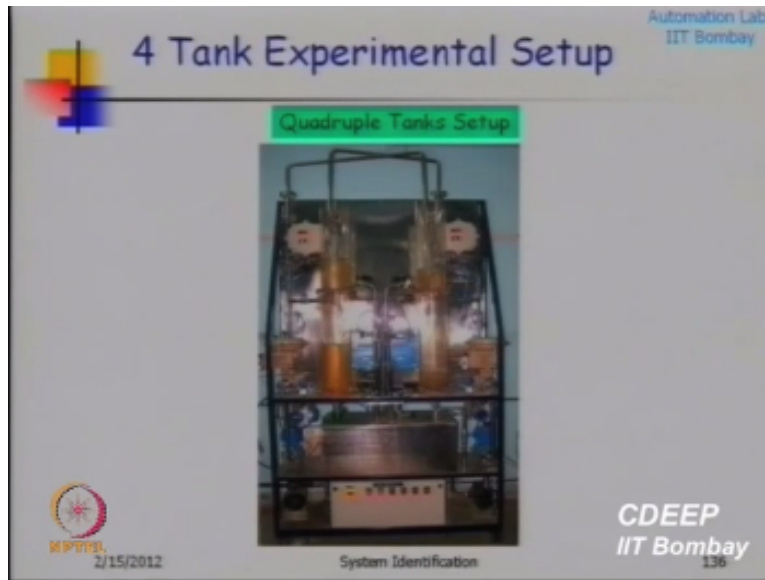 Automation Lab
IIT Bombay
4 Tank Experimental Setup
Quadruple Tanks Setup
NPTEL
CDEEP
IIT Bombay
2/15/2012
System Identification
136